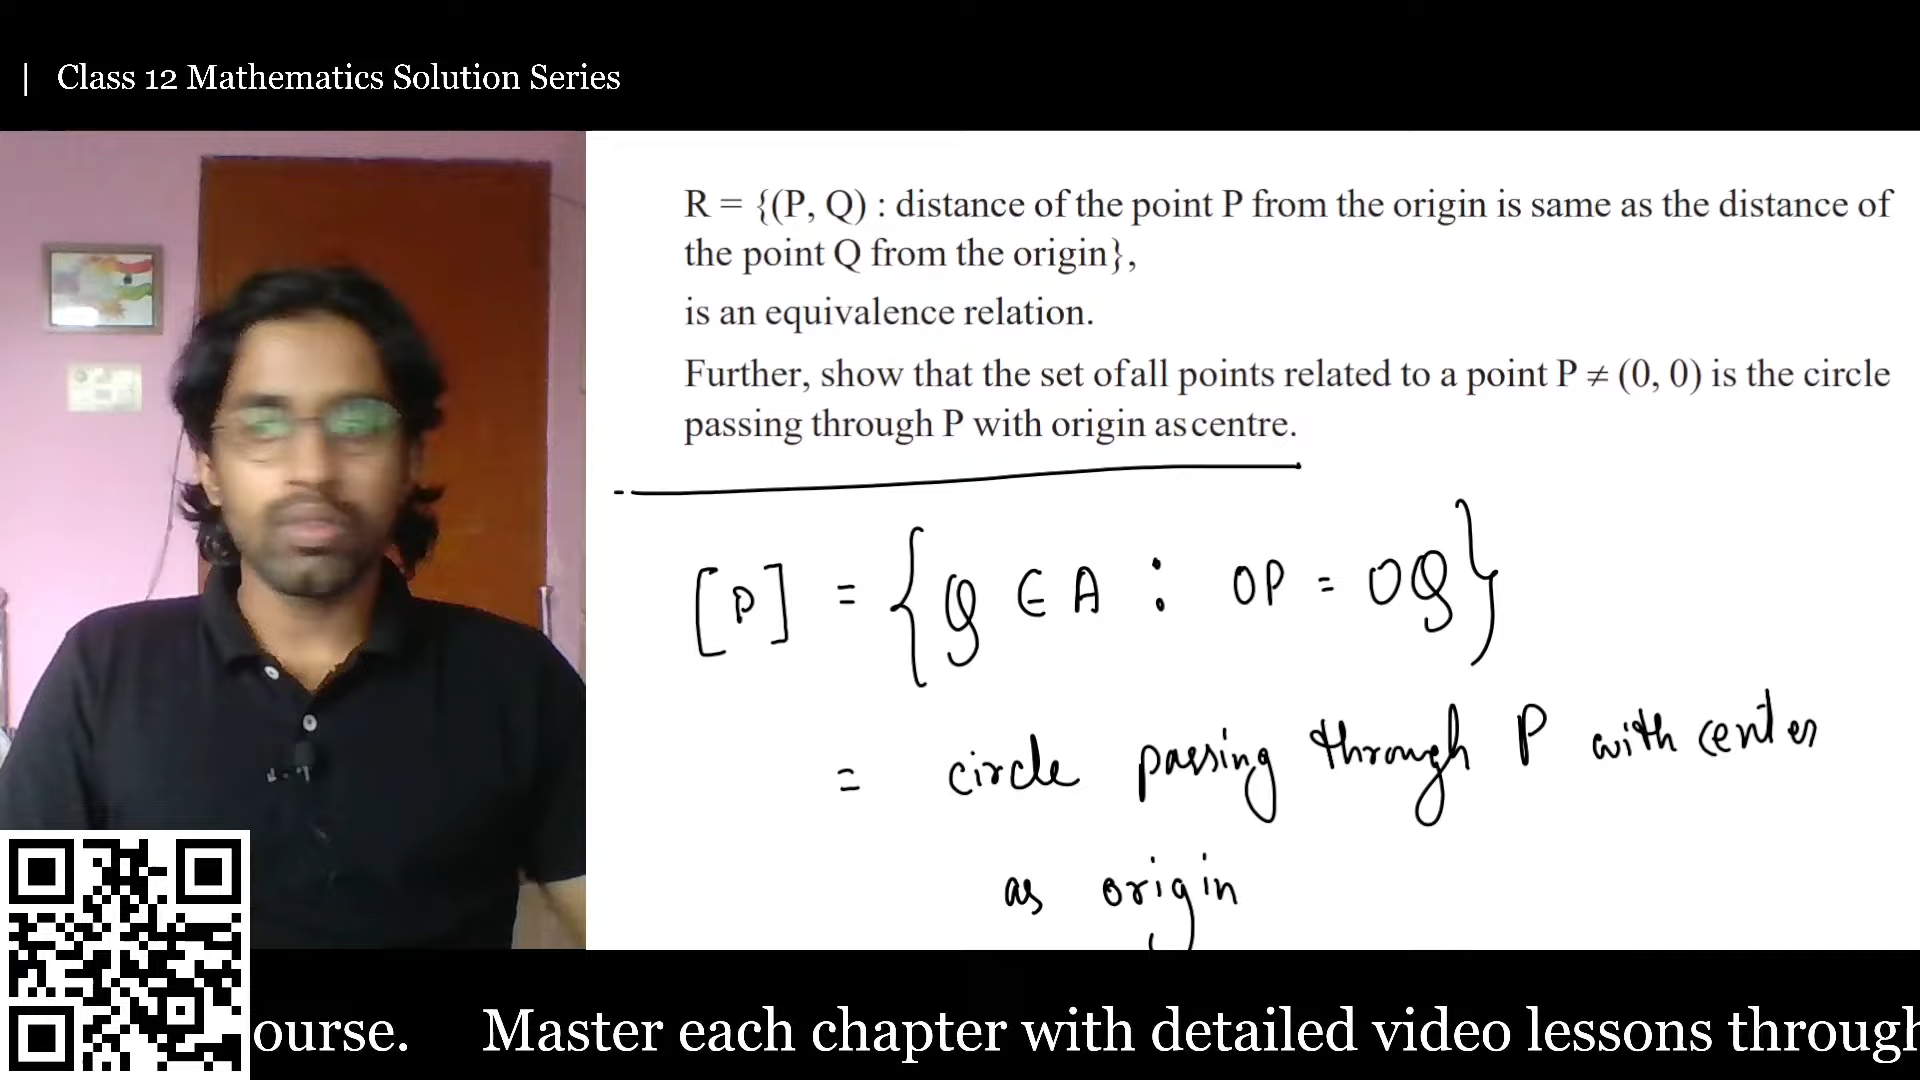 | Class 12 Mathematics Solution Series
R = {(P, Q) : distance of the point P from the origin is same as the distance of
the point Q from the origin},
is an equivalence relation.
Further, show that the set of all points related to a point P ≠ (0, 0) is the circle
passing through P with origin as centre.
[P] = {Q ∈ A : OP = OQ}
= circle passing through P with center
as origin
ourse. Master each chapter with detailed video lessons through